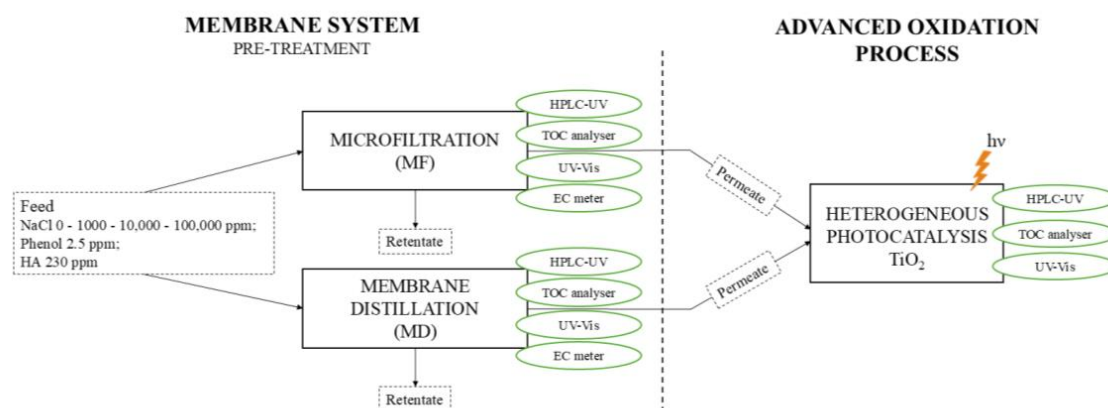 MEMBRANE SYSTEM
PRE-TREATMENT
ADVANCED OXIDATION
PROCESS
Feed
NaCl 0 - 1000 - 10,000 - 100,000 ppm;
Phenol 2.5 ppm;
HA 230 ppm
MICROFILTRATION
(MF)
HPLC-UV
TOC analyser
UV-Vis
EC meter
Retentate
Permeate
MEMBRANE
DISTILLATION
(MD)
HPLC-UV
TOC analyser
UV-Vis
EC meter
Retentate
Permeate
hν
HETEROGENEOUS
PHOTOCATALYSIS
TiO₂
HPLC-UV
TOC analyser
UV-Vis